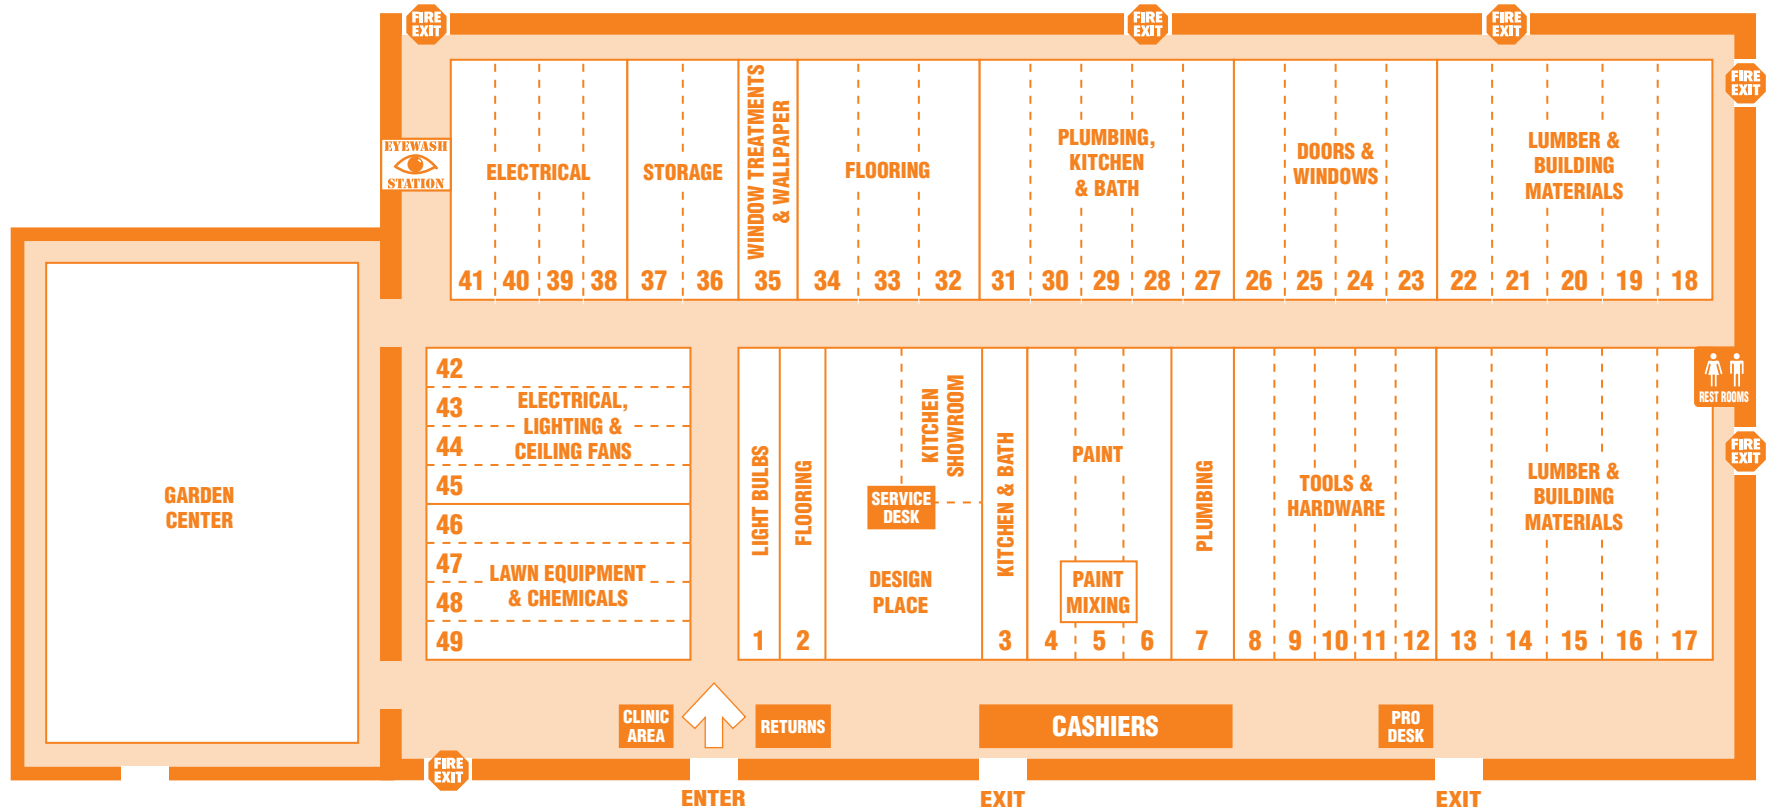 FIRE
EXIT
FIRE
EXIT
FIRE
EXIT
FIRE
EXIT
EYEWASH
STATION
ELECTRICAL
STORAGE
WINDOW TREATMENTS
& WALLPAPER
FLOORING
PLUMBING,
KITCHEN
& BATH
DOORS &
WINDOWS
LUMBER &
BUILDING
MATERIALS
41 40 39 38 37 36 35 34 33 32 31 30 29 28 27 26 25 24 23 22 21 20 19 18
REST ROOMS
FIRE
EXIT
GARDEN
CENTER
42
43
44
45
ELECTRICAL,
LIGHTING &
CEILING FANS
46
47
48
49
LAWN EQUIPMENT
& CHEMICALS
LIGHT BULBS
FLOORING
KITCHEN
SHOWROOM
SERVICE
DESK
DESIGN
PLACE
KITCHEN & BATH
PAINT
PAINT
MIXING
PLUMBING
TOOLS &
HARDWARE
LUMBER &
BUILDING
MATERIALS
1 2 3 4 5 6 7 8 9 10 11 12 13 14 15 16 17
CLINIC
AREA
RETURNS
CASHIERS
PRO
DESK
FIRE
EXIT
ENTER
EXIT
EXIT